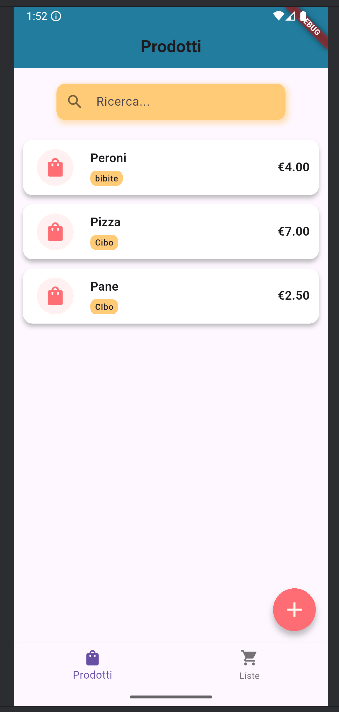 1:52
DEBUG
Prodotti
Ricerca...
Peroni
bibite
€4.00
Pizza
Cibo
€7.00
Pane
Cibo
€2.50
Prodotti
Liste